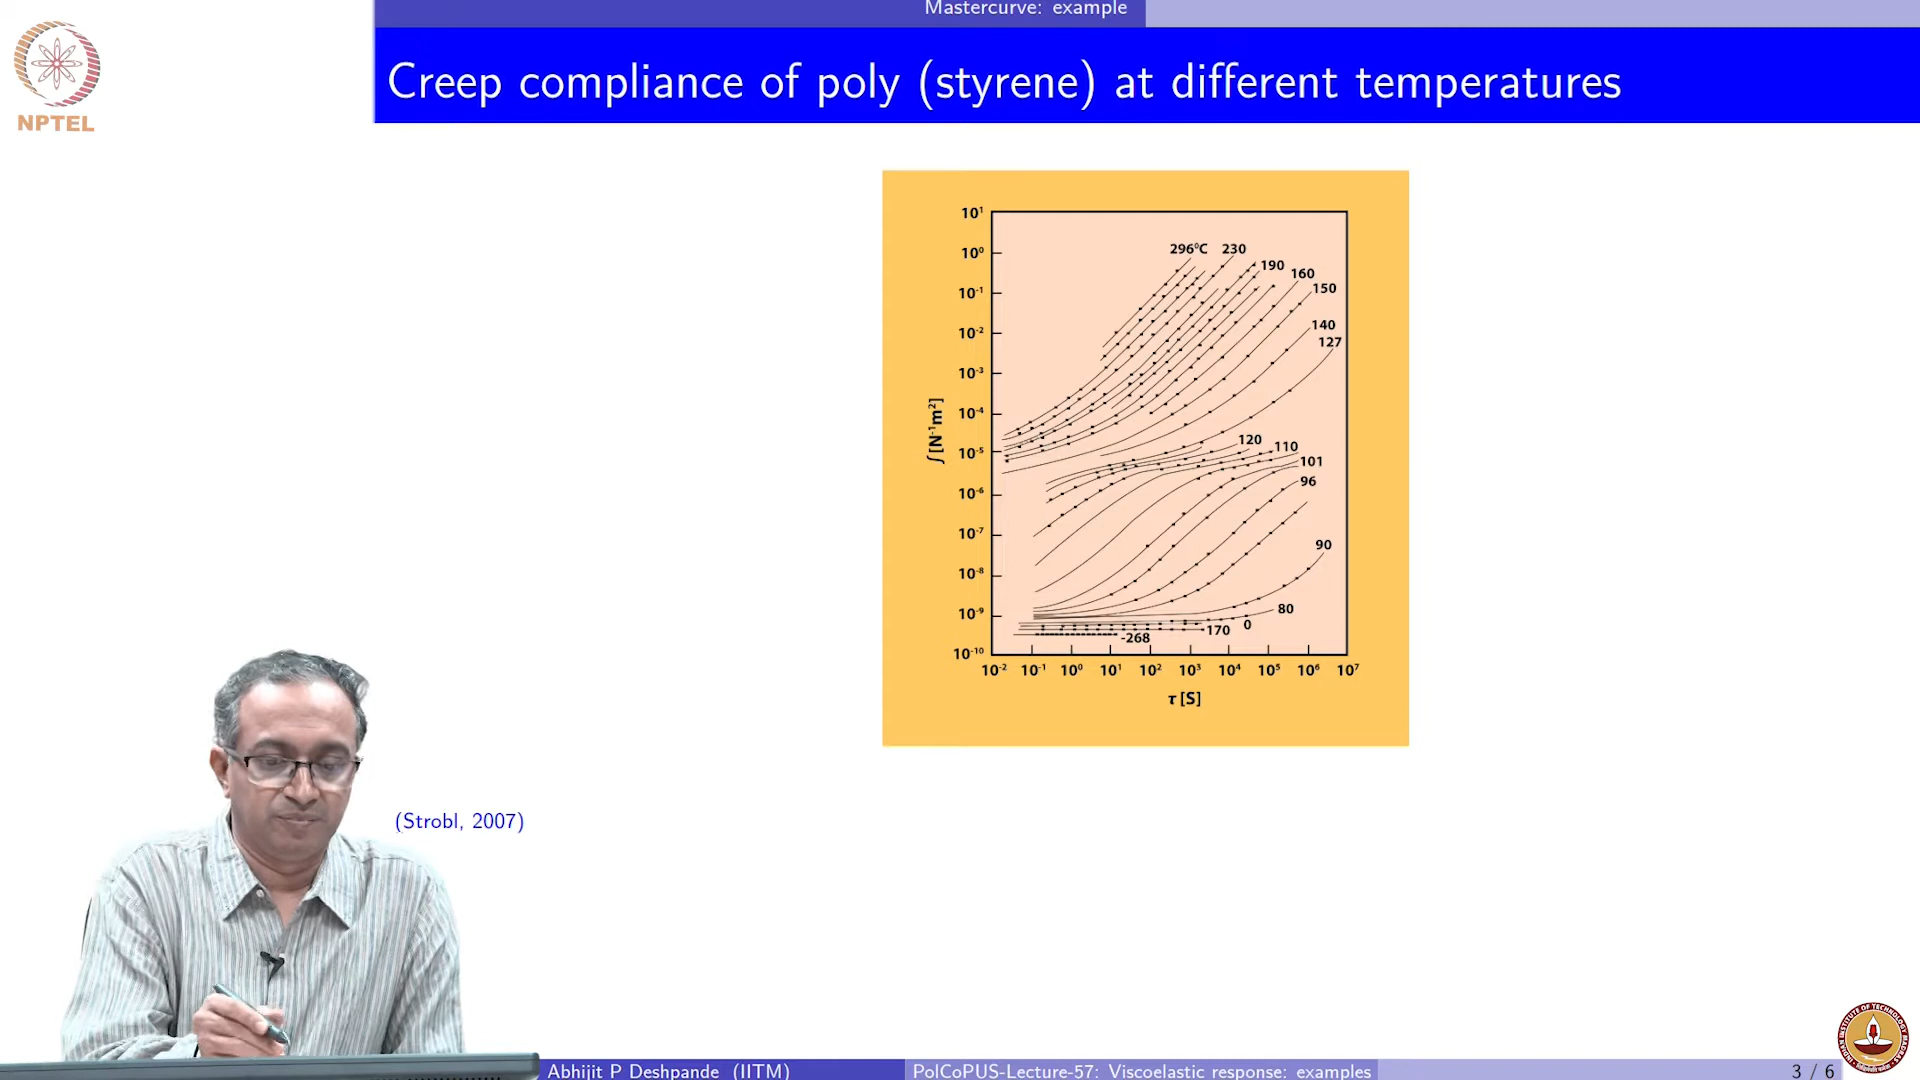 Mastercurve: example
NPTEL
Creep compliance of poly (styrene) at different temperatures
10¹
10⁰
10⁻¹
10⁻²
10⁻³
10⁻⁴
10⁻⁵
10⁻⁶
10⁻⁷
10⁻⁸
10⁻⁹
10⁻¹⁰
∫[N⁻¹m²]
296⁰C 230
190
160
150
140
127
120
110
101
96
90
80
0
170
-268
10⁻² 10⁻¹ 10⁰ 10¹ 10² 10³ 10⁴ 10⁵ 10⁶ 10⁷
τ [S]
(Strobl, 2007)
Abhijit P Deshpande (IITM)
PolCoPUS-Lecture-57: Viscoelastic response: examples
3 / 6